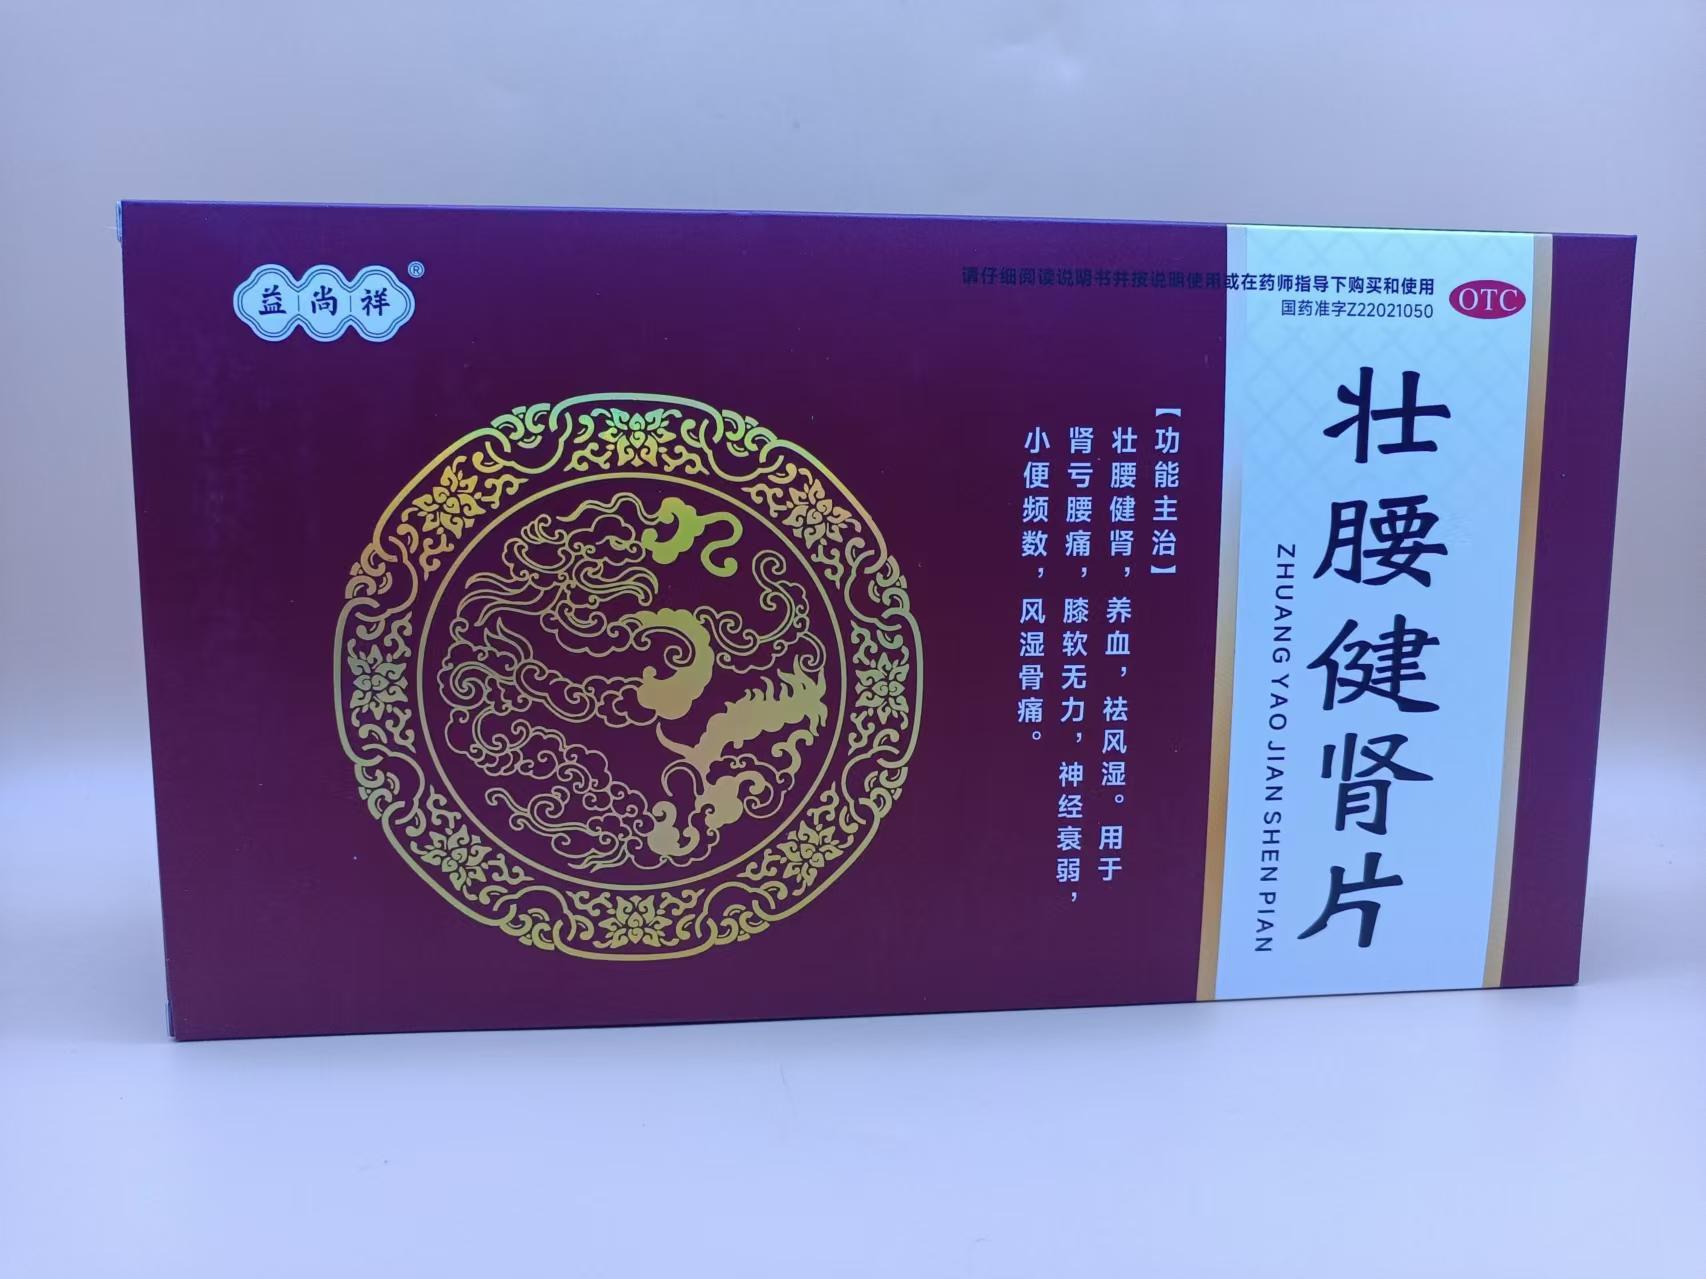 益尚祥®
请仔细阅读说明书并按说明使用或在药师指导下购买和使用
国药准字Z22021050
OTC
壮腰健肾片
ZHUANG YAO JIAN SHEN PIAN
【功能主治】
壮腰健肾，养血，祛风湿。用于
肾亏腰痛，膝软无力，神经衰弱，
小便频数，风湿骨痛。